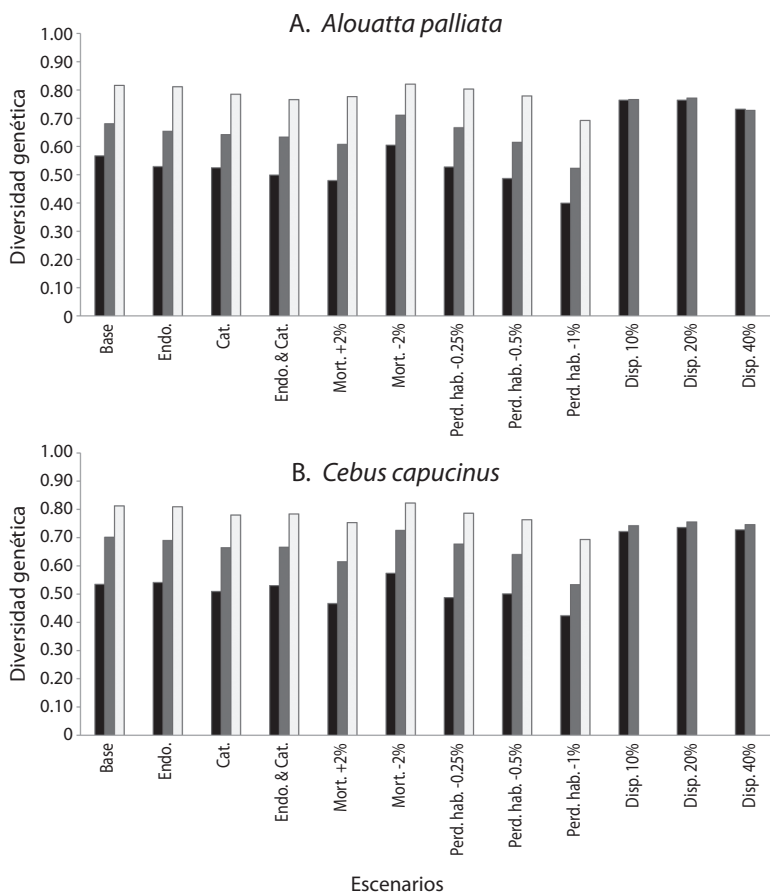 A. Alouatta palliata
Diversidad genética
1.00
0.90
0.80
0.70
0.60
0.50
0.40
0.30
0.20
0.10
0
Base
Endo.
Cat.
Endo. & Cat.
Mort. +2%
Mort. -2%
Perd. hab. -0.25%
Perd. hab. -0.5%
Perd. hab. -1%
Disp. 10%
Disp. 20%
Disp. 40%
B. Cebus capucinus
Diversidad genética
1.00
0.90
0.80
0.70
0.60
0.50
0.40
0.30
0.20
0.10
0
Base
Endo.
Cat.
Endo. & Cat.
Mort. +2%
Mort. -2%
Perd. hab. -0.25%
Perd. hab. -0.5%
Perd. hab. -1%
Disp. 10%
Disp. 20%
Disp. 40%
Escenarios